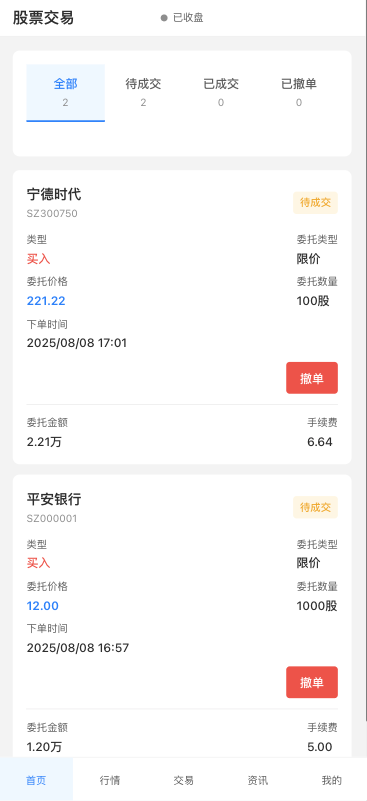 股票交易
已收盘
全部 待成交 已成交 已撤单
2 2 0 0
宁德时代
SZ300750
待成交
类型 委托类型
买入 限价
委托价格 委托数量
221.22 100股
下单时间
2025/08/08 17:01
撤单
委托金额 手续费
2.21万 6.64
平安银行
SZ000001
待成交
类型 委托类型
买入 限价
委托价格 委托数量
12.00 1000股
下单时间
2025/08/08 16:57
撤单
委托金额 手续费
1.20万 5.00
首页 行情 交易 资讯 我的